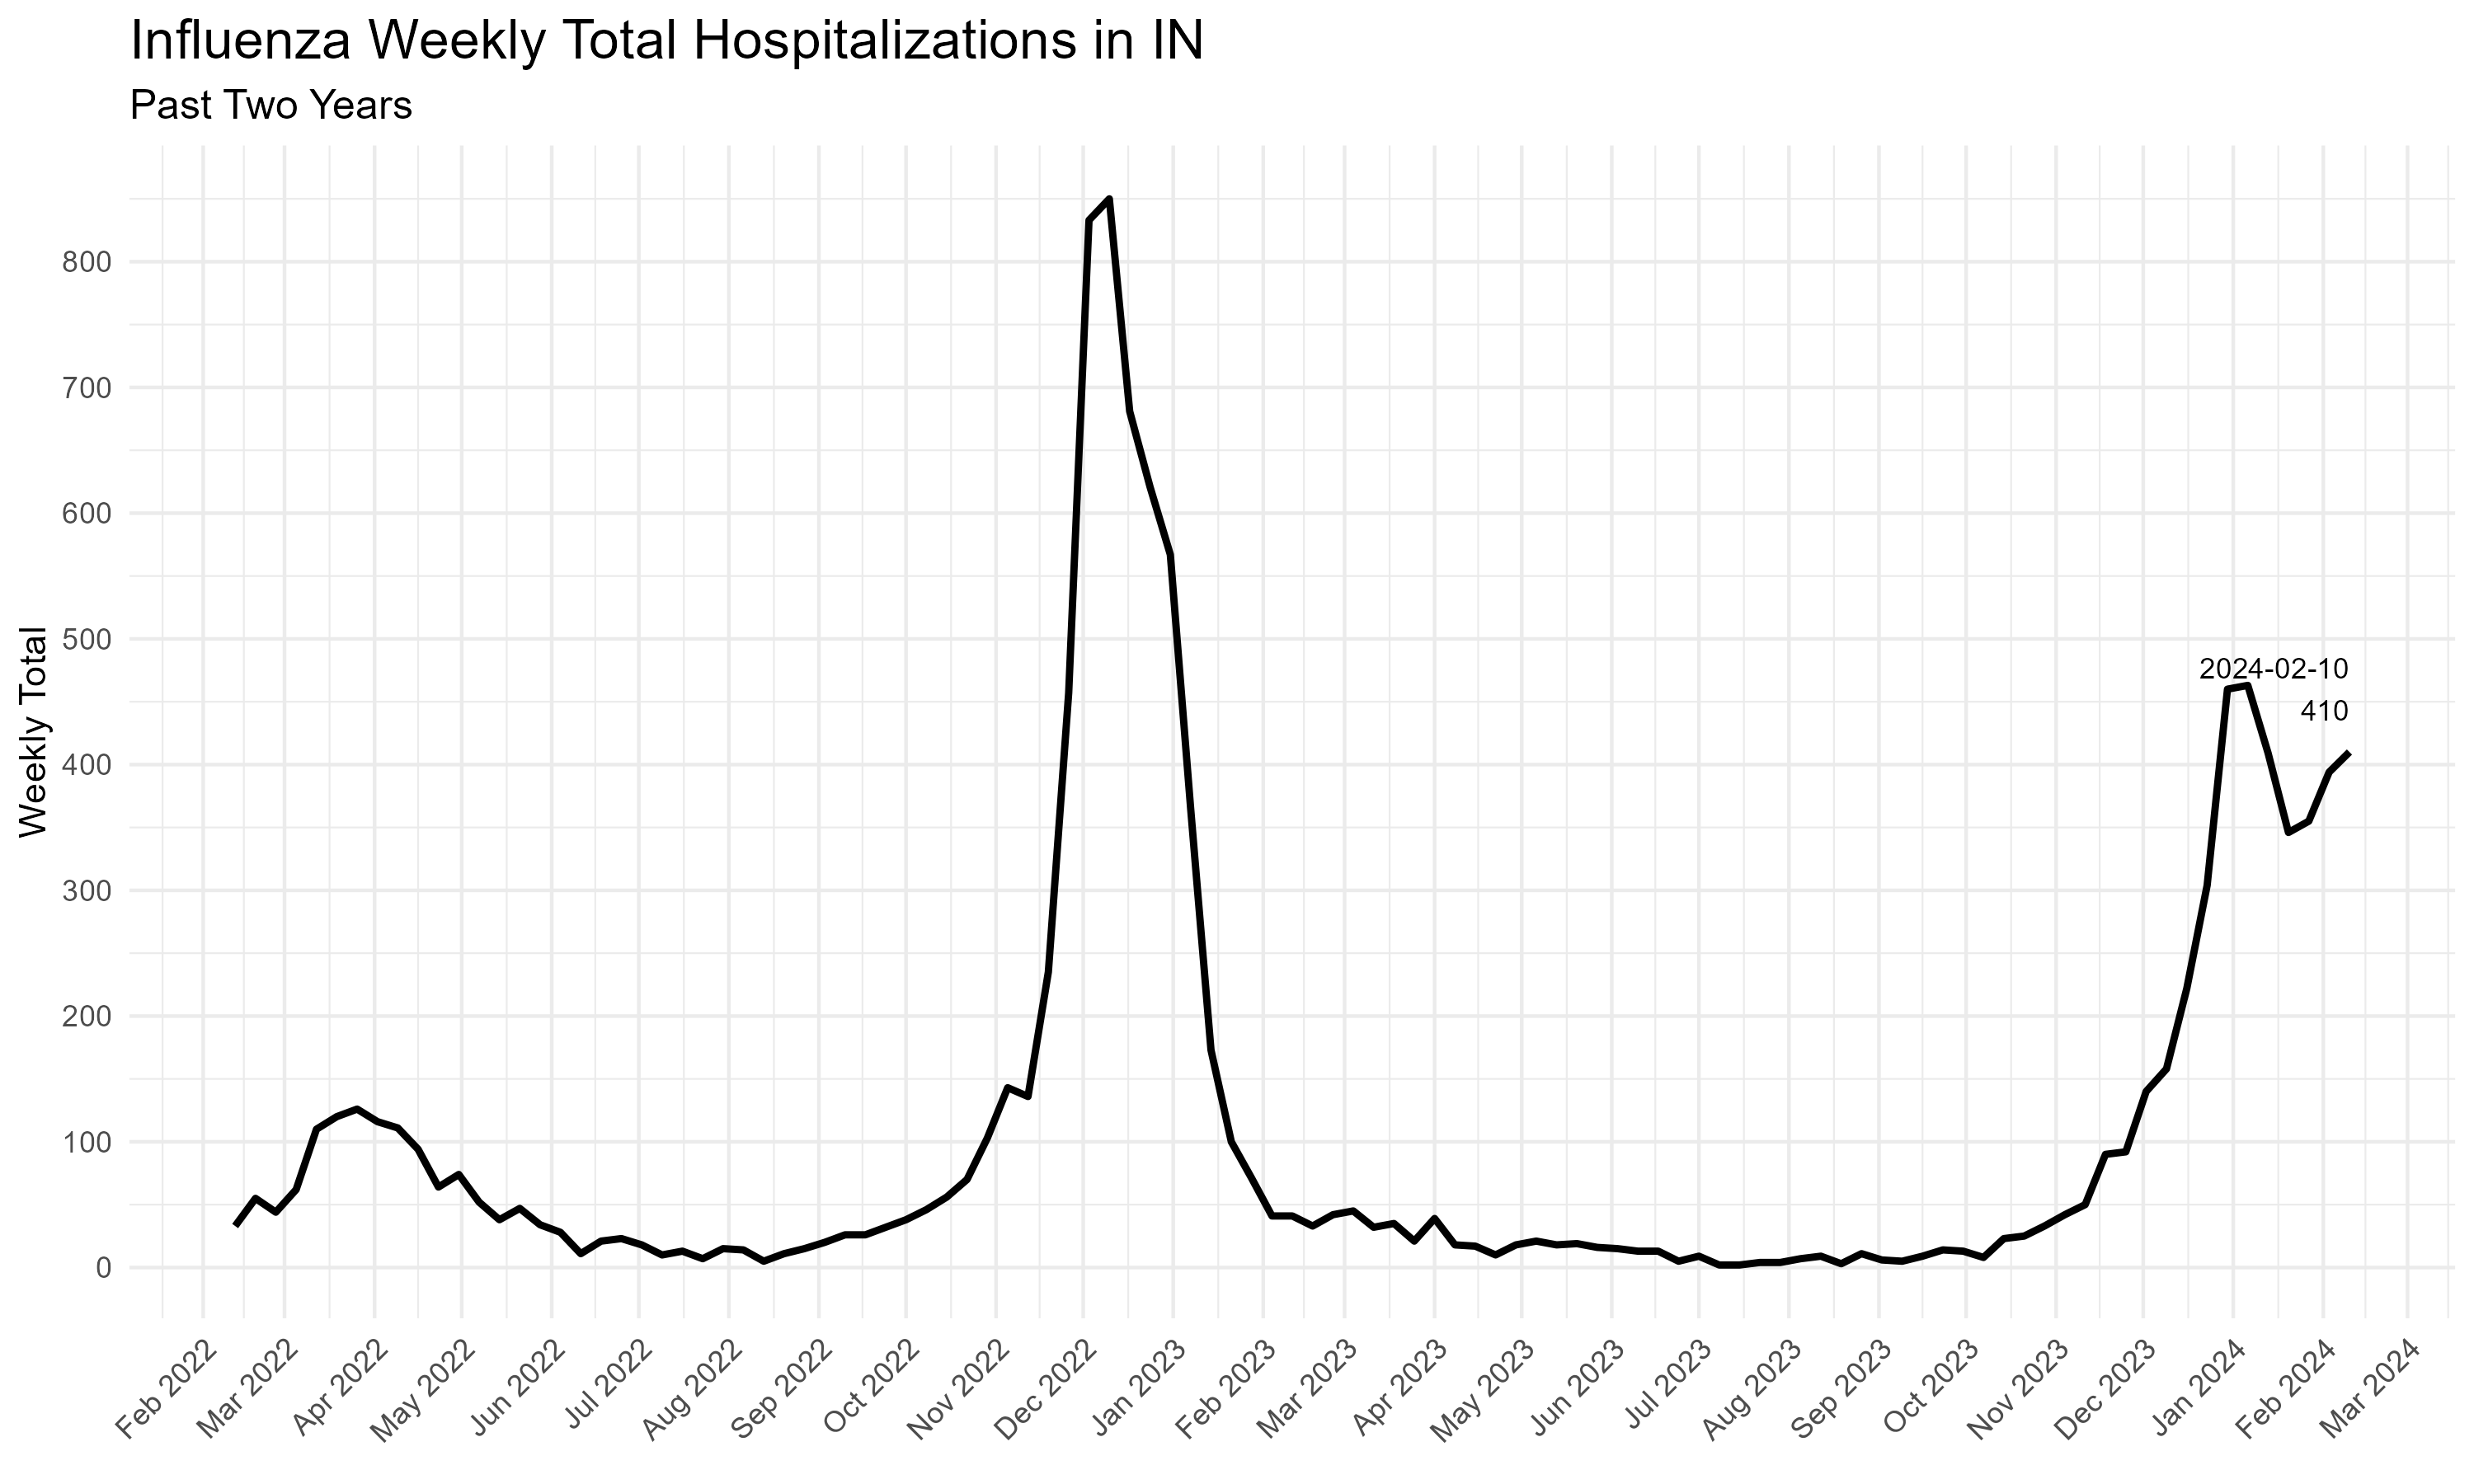 Influenza Weekly Total Hospitalizations in IN
Past Two Years
Weekly Total
800
700
600
500
400
300
200
100
0
2024-02-10
410
Feb 2022
Mar 2022
Apr 2022
May 2022
Jun 2022
Jul 2022
Aug 2022
Sep 2022
Oct 2022
Nov 2022
Dec 2022
Jan 2023
Feb 2023
Mar 2023
Apr 2023
May 2023
Jun 2023
Jul 2023
Aug 2023
Sep 2023
Oct 2023
Nov 2023
Dec 2023
Jan 2024
Feb 2024
Mar 2024